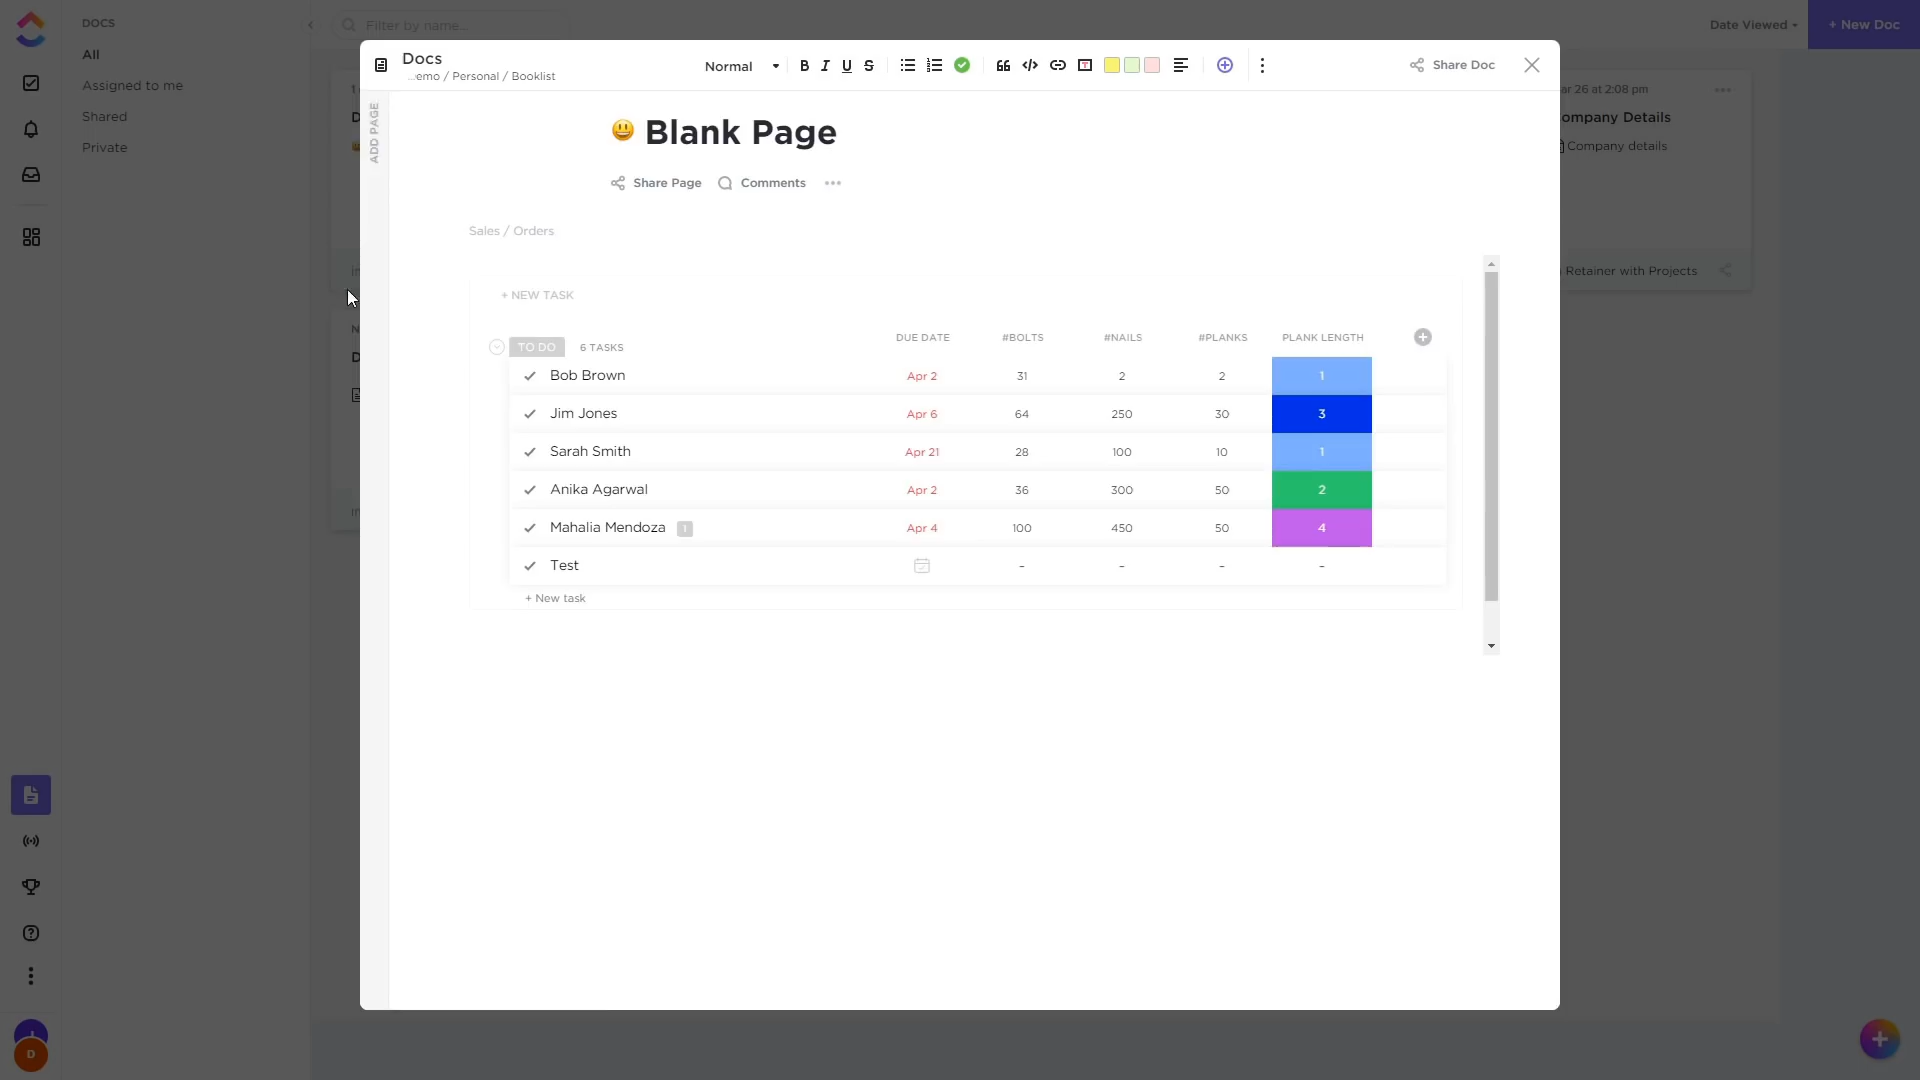 DOCS
Filter by name...
Date Viewed
+ New Doc
All
Assigned to me
Shared
Private
Docs
...emo / Personal / Booklist
Normal
B I U S
Share Doc
ADD PAGE
Blank Page
Share Page
Comments
Sales / Orders
+ NEW TASK
TO DO
6 TASKS
DUE DATE
#BOLTS
#NAILS
#PLANKS
PLANK LENGTH
Bob Brown Apr 2 31 2 2 1
Jim Jones Apr 6 64 250 30 3
Sarah Smith Apr 21 28 100 10 1
Anika Agarwal Apr 2 36 300 50 2
Mahalia Mendoza 1 Apr 4 100 450 50 4
Test - - - -
+ New task
ar 26 at 2:08 pm
ompany Details
Company details
Retainer with Projects
D